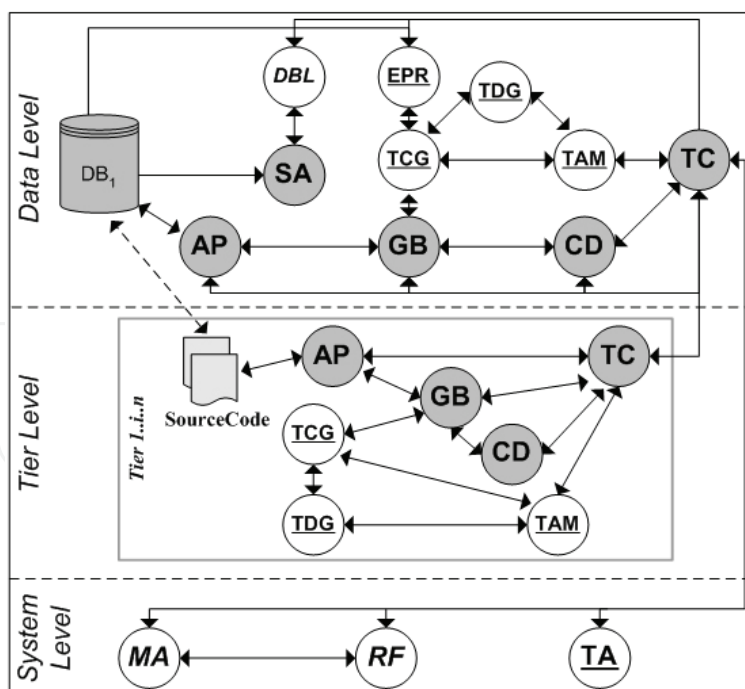 Data Level
DBL
EPR
TDG
DB1
SA
TCG
TAM
TC
AP
GB
CD
Tier Level
Tier 1..i..n
SourceCode
AP
TC
GB
TCG
CD
TDG
TAM
System Level
MA
RF
TA